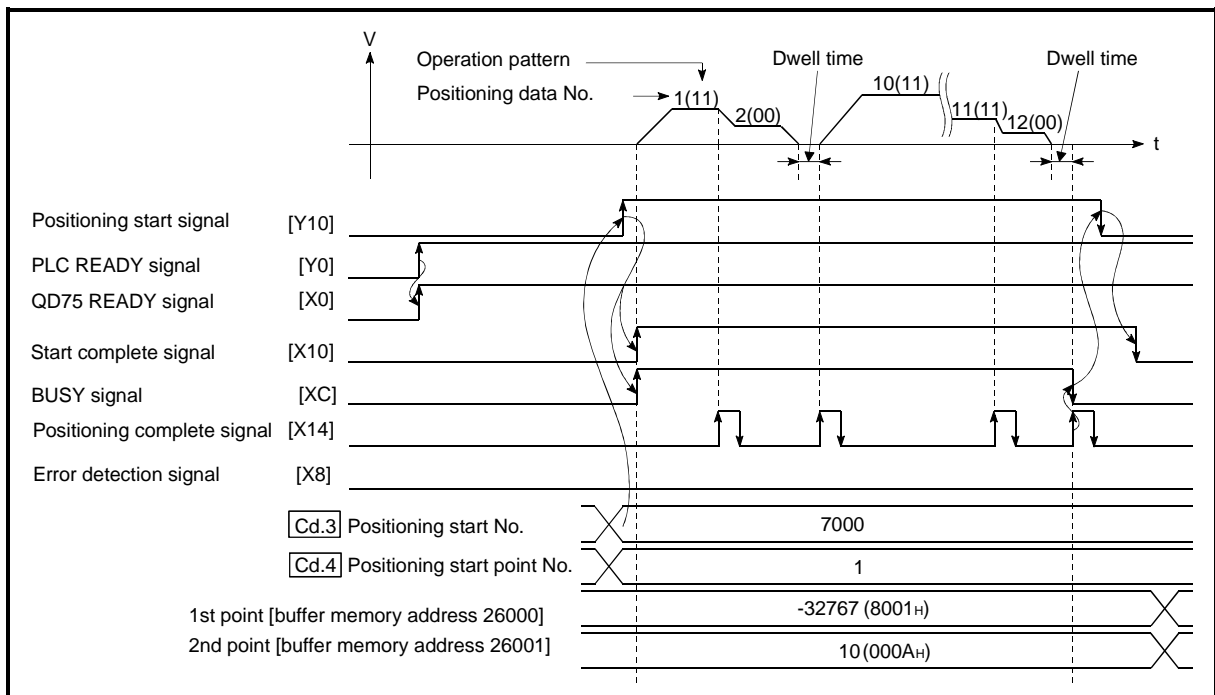 V
Operation pattern
Dwell time
Dwell time
Positioning data No.
1(11)
2(00)
10(11)
11(11)
12(00)
t
Positioning start signal [Y10]
PLC READY signal [Y0]
QD75 READY signal [X0]
Start complete signal [X10]
BUSY signal [XC]
Positioning complete signal [X14]
Error detection signal [X8]
Cd.3 Positioning start No. 7000
Cd.4 Positioning start point No. 1
1st point [buffer memory address 26000] -32767 (8001H)
2nd point [buffer memory address 26001] 10 (000AH)